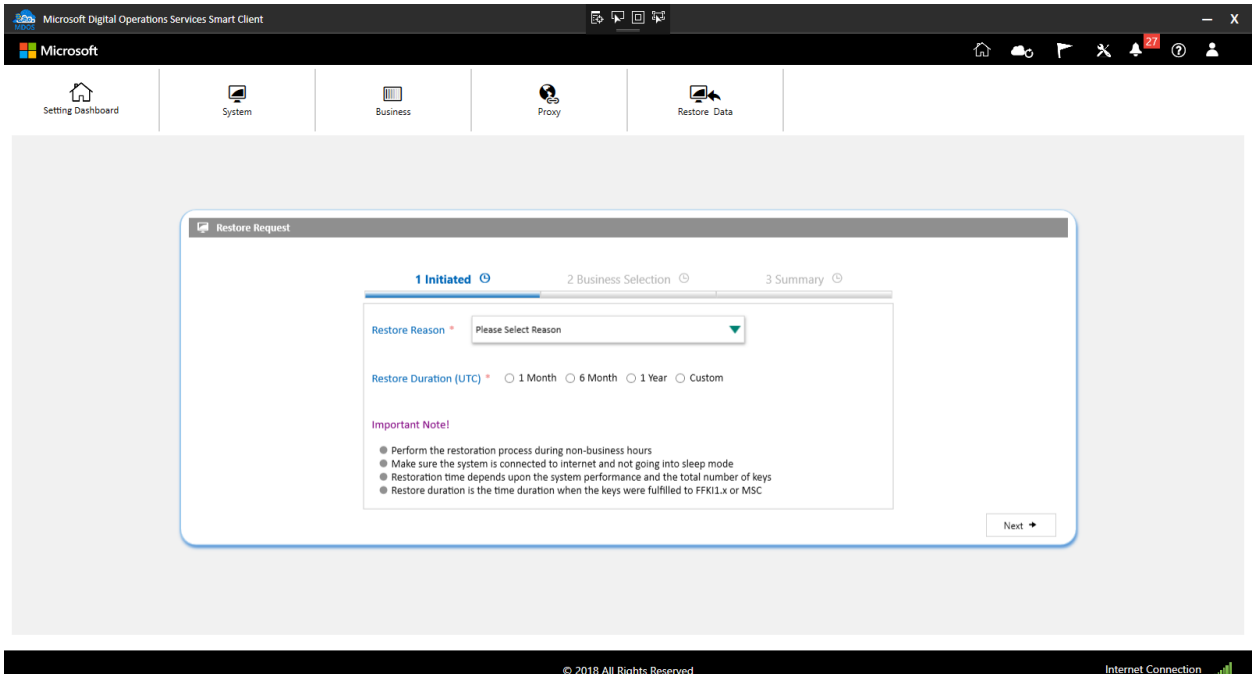 MDOS
Microsoft Digital Operations Services Smart Client
X
Microsoft
27
Setting Dashboard
System
Business
Proxy
Restore Data
Restore Request
1 Initiated
2 Business Selection
3 Summary
Restore Reason *
Please Select Reason
Restore Duration (UTC) * 1 Month 6 Month 1 Year Custom
Important Note!
Perform the restoration process during non-business hours
Make sure the system is connected to internet and not going into sleep mode
Restoration time depends upon the system performance and the total number of keys
Restore duration is the time duration when the keys were fulfilled to FFKI1.x or MSC
Next
© 2018 All Rights Reserved
Internet Connection